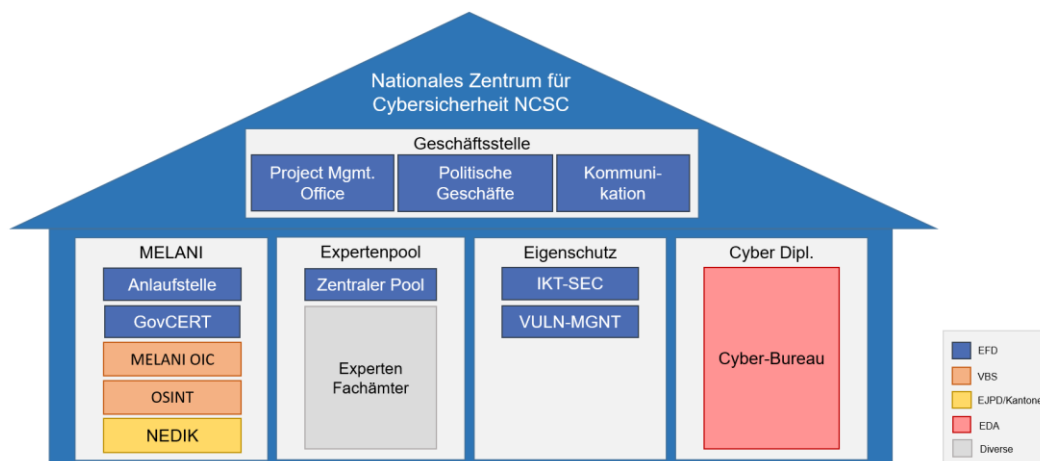 Nationales Zentrum für
Cybersicherheit NCSC
Geschäftsstelle
Project Mgmt.
Office
Politische
Geschäfte
Kommuni-
kation
MELANI
Anlaufstelle
GovCERT
MELANI OIC
OSINT
NEDIK
Expertenpool
Zentraler Pool
Experten
Fachämter
Eigenschutz
IKT-SEC
VULN-MGNT
Cyber Dipl.
Cyber-Bureau
EFD
VBS
EJPD/Kantone
EDA
Diverse